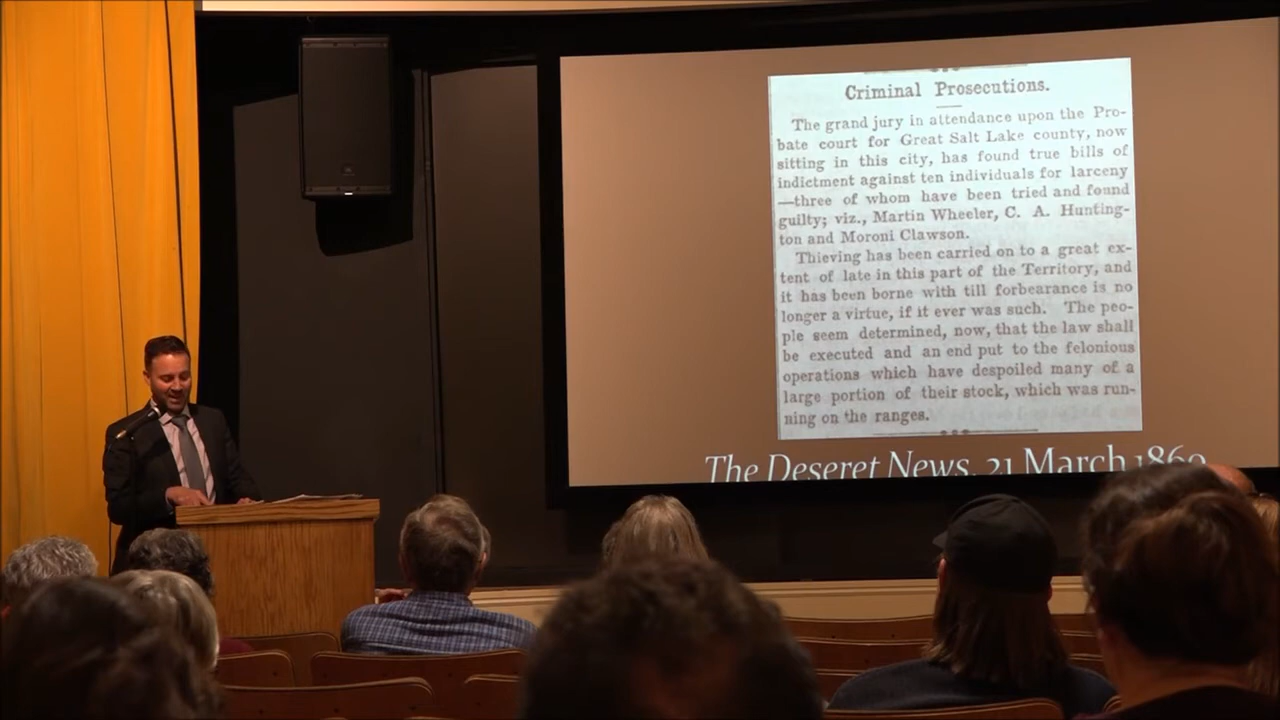 Criminal Prosecutions.
The grand jury in attendance upon the Pro-
bate court for Great Salt Lake county, now
sitting in this city, has found true bills of
indictment against ten individuals for larceny
—three of whom have been tried and found
guilty; viz., Martin Wheeler, C. A. Hunting-
ton and Moroni Clawson.
Thieving has been carried on to a great ex-
tent of late in this part of the Territory, and
it has been borne with till forbearance is no
longer a virtue, if it ever was such. The peo-
ple seem determined, now, that the law shall
be executed and an end put to the felonious
operations which have despoiled many of a
large portion of their stock, which was run-
ning on the ranges.
The Deseret News, 21 March 1860